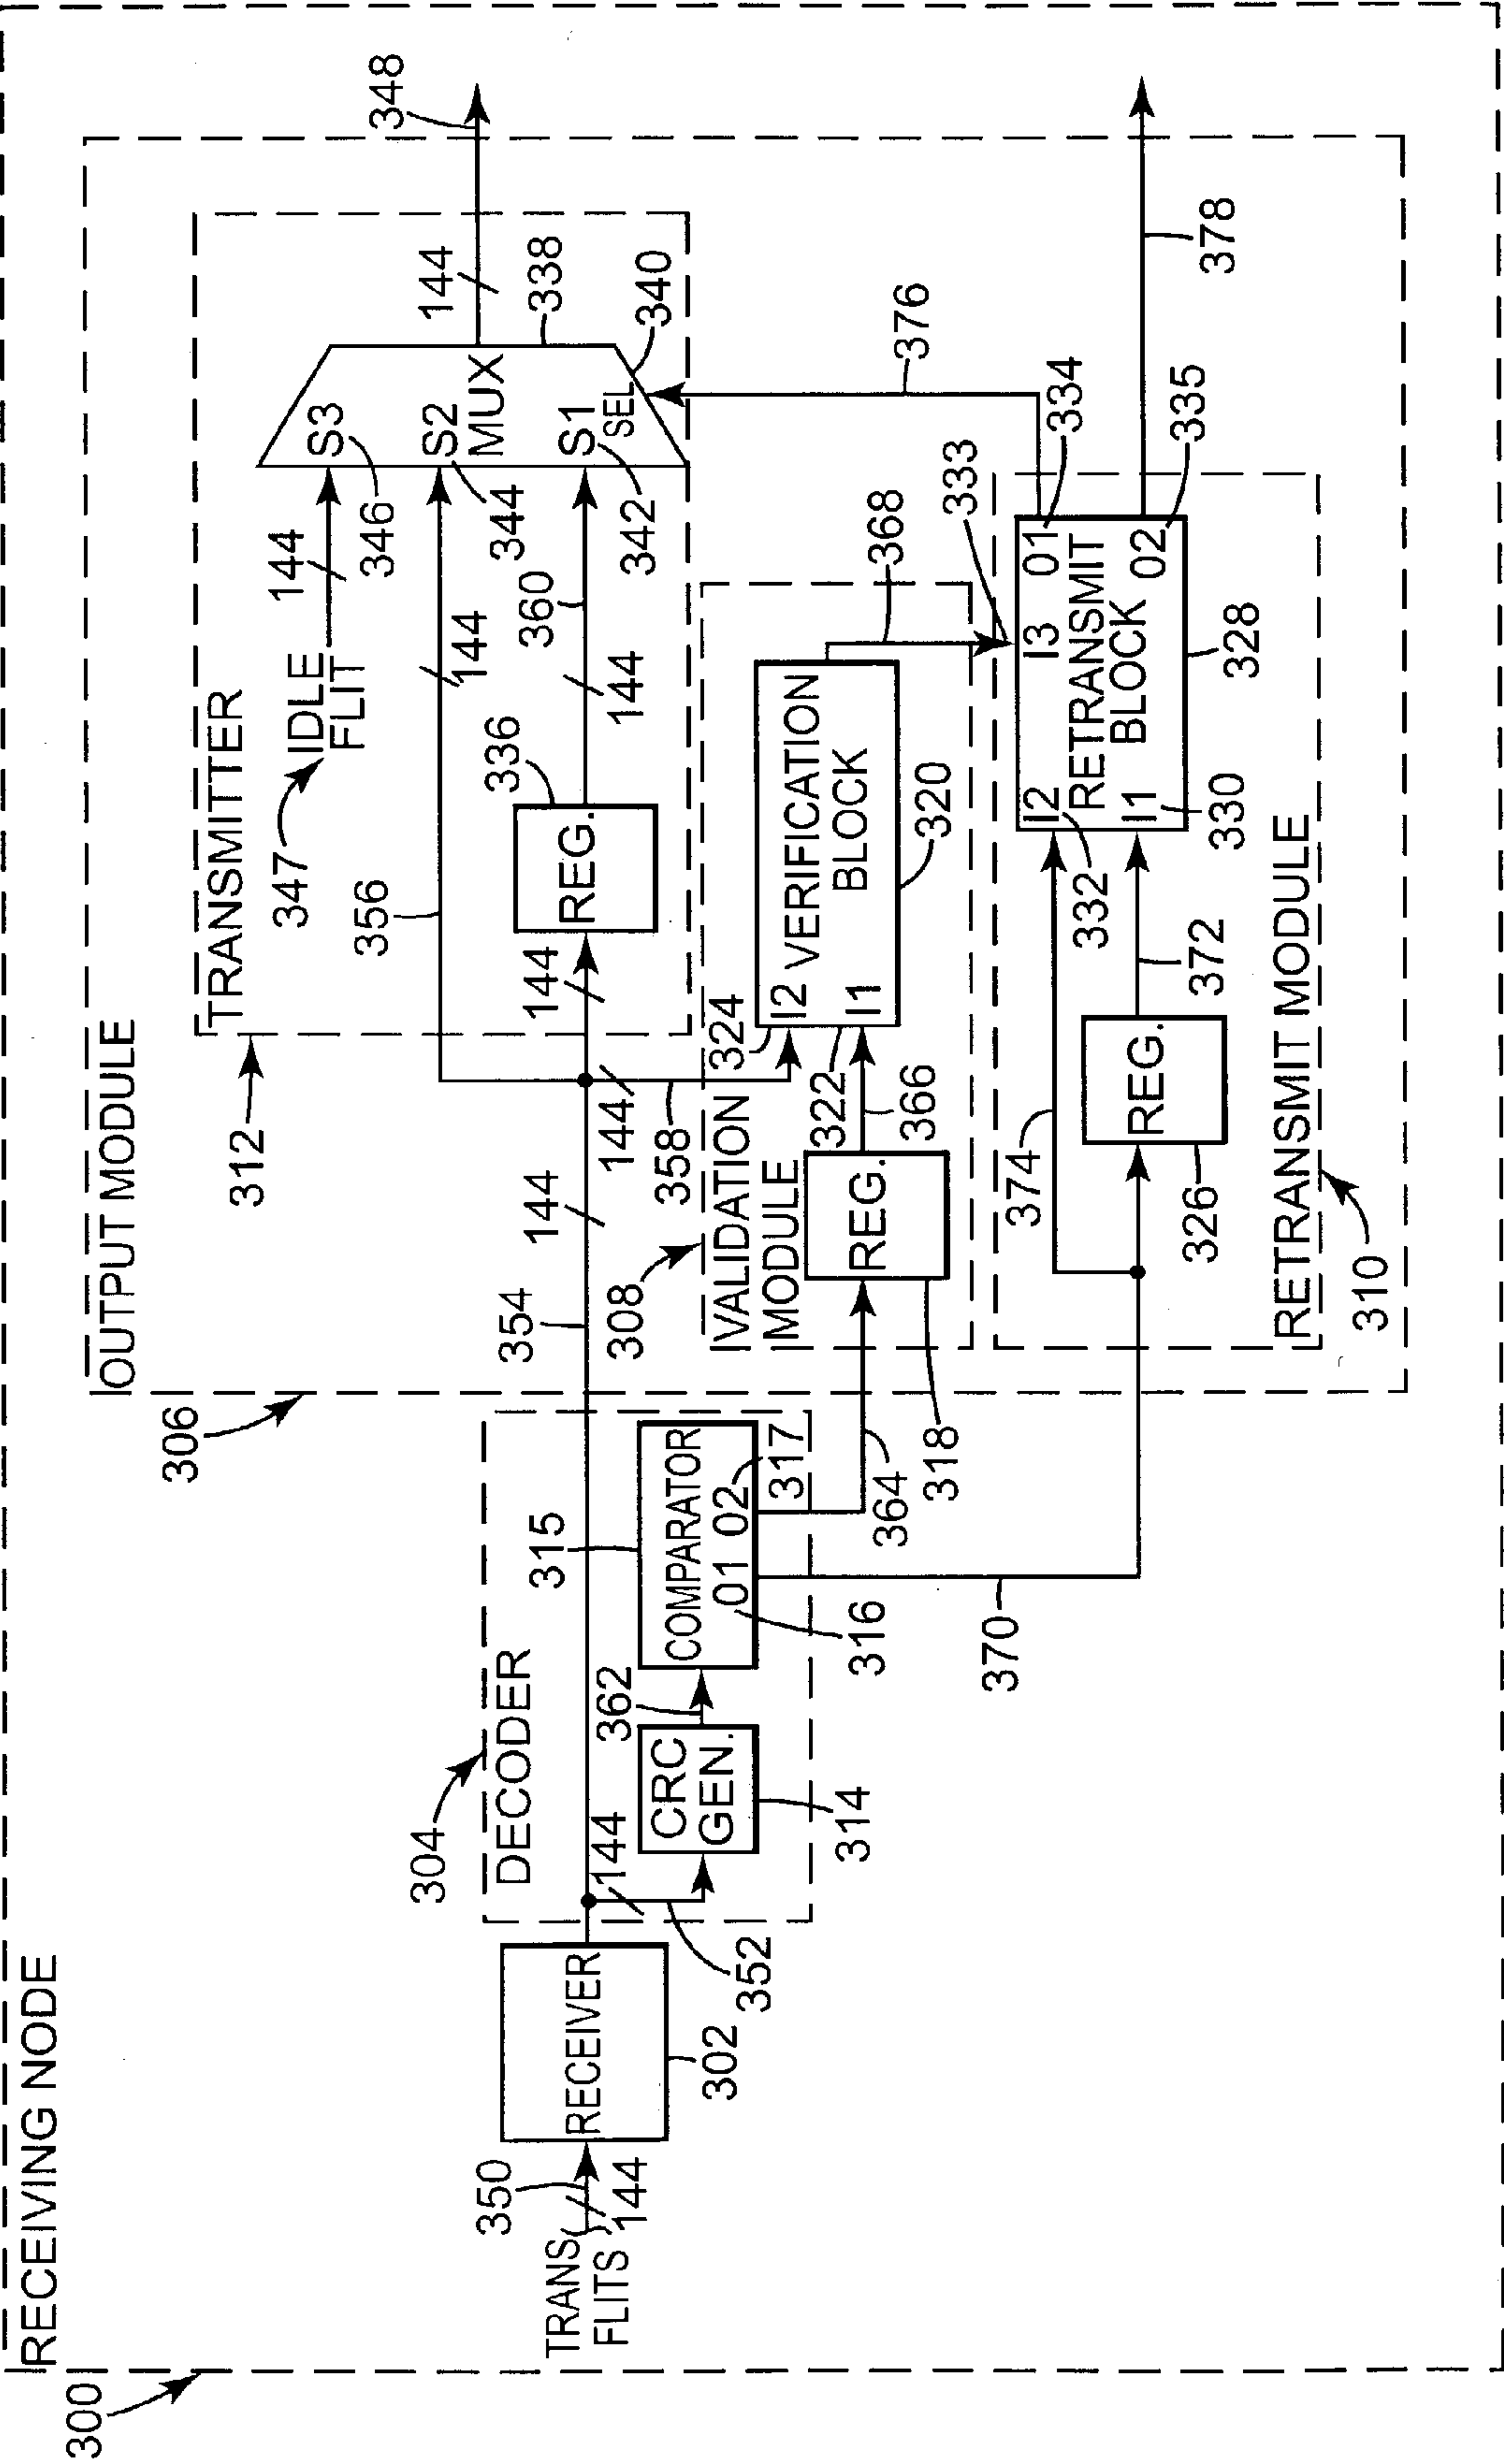 300
RECEIVING NODE
306
OUTPUT MODULE
312
TRANSMITTER
347
IDLE
FLIT
144
346
S3
356
144
344
S2
MUX
S1
SEL
342
338
340
144
348
336
REG.
144
360
144
304
DECODER
TRANS
FLITS
350
144
RECEIVER
302
144
352
CRC
GEN.
314
362
315
COMPARATOR
01 02
316
317
354
144
144
358
308
VALIDATION
MODULE
364
318
REG.
366
322
324
I2
I1
VERIFICATION
BLOCK
320
368
333
370
374
326
REG.
372
332
330
I2
I1
I3
RETRANSMIT
BLOCK
01
02
328
334
335
376
378
RETRANSMIT MODULE
310